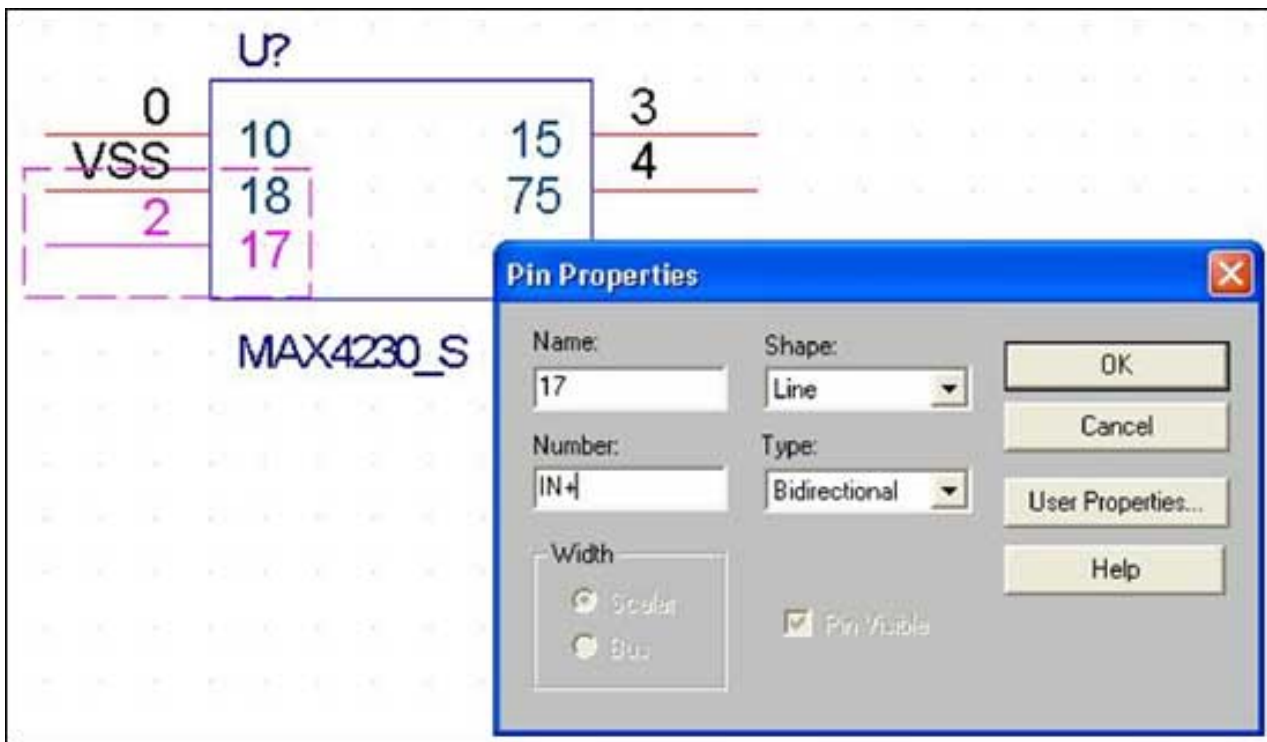 U?
0
10
15
3
VSS
18
75
4
2
17
MAX4230_S
Pin Properties
Name:
17
Shape:
Line
OK
Cancel
Number:
IN+
Type:
Bidirectional
User Properties...
Width
Scalar
Bus
Pin Visible
Help